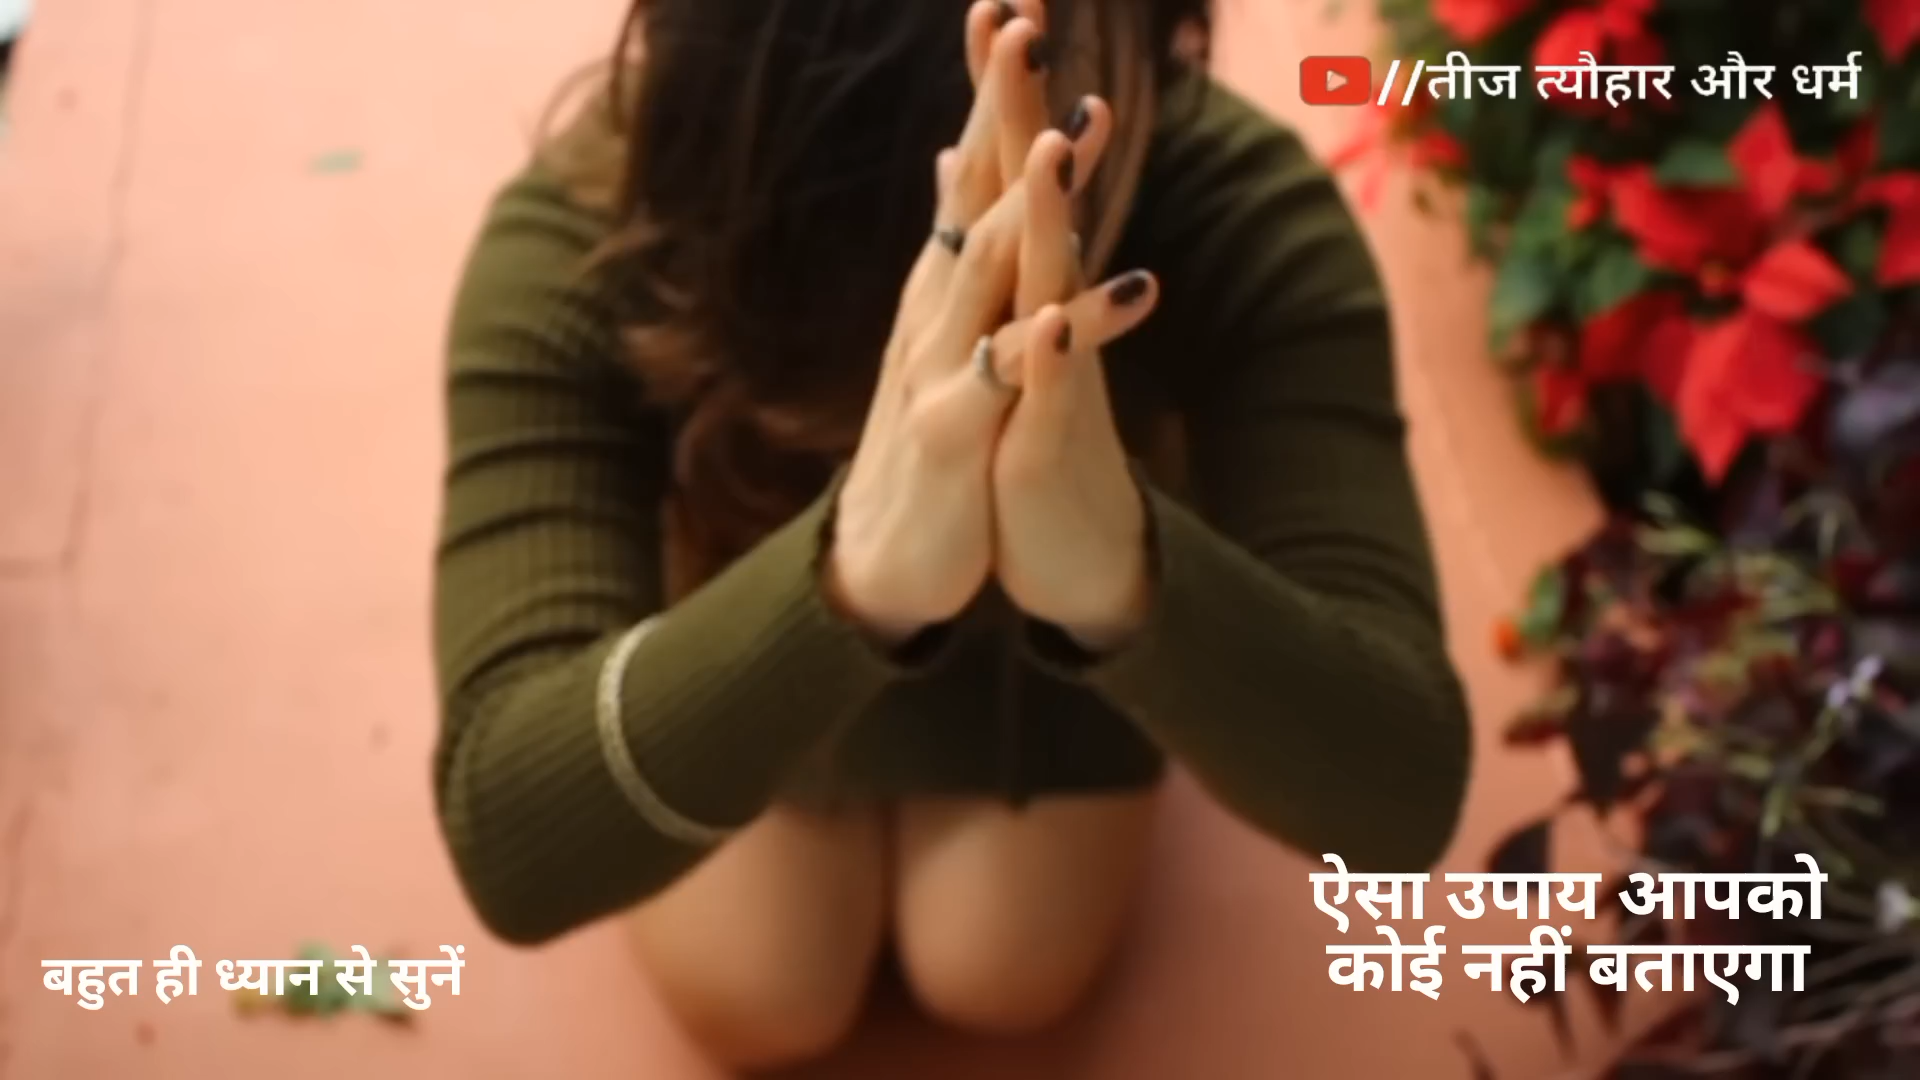 //तीज त्यौहार और धर्म
ऐसा उपाय आपको
कोई नहीं बताएगा
बहुत ही ध्यान से सुनें